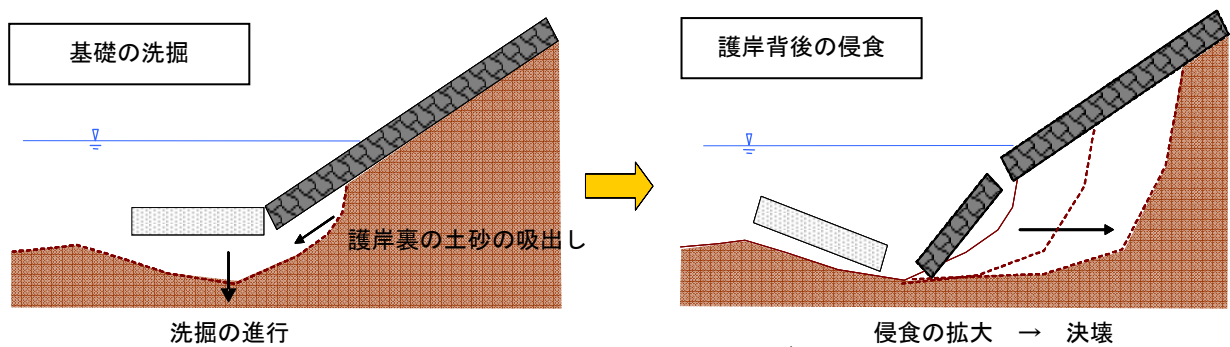 基礎の洗掘
護岸裏の土砂の吸出し
洗掘の進行
護岸背後の侵食
侵食の拡大 → 決壊